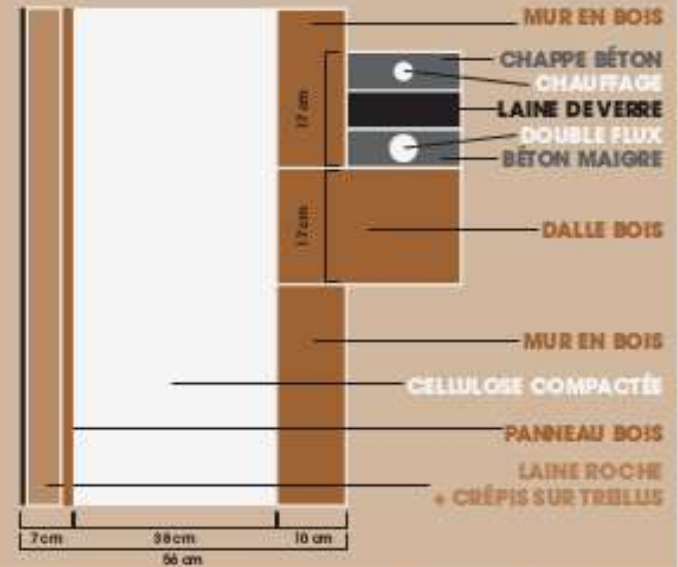 MUR EN BOIS
CHAPPE BÉTON
CHAUFFAGE
LAINE DE VERRE
DOUBLE FLUX
BÉTON MAIGRE
17 cm
17 cm
DALLE BOIS
MUR EN BOIS
CELLULOSE COMPACTÉE
PANNEAU BOIS
LAINE ROCHE
+ CRÉPIS SUR TREILLIS
7 cm
38 cm
10 cm
56 cm